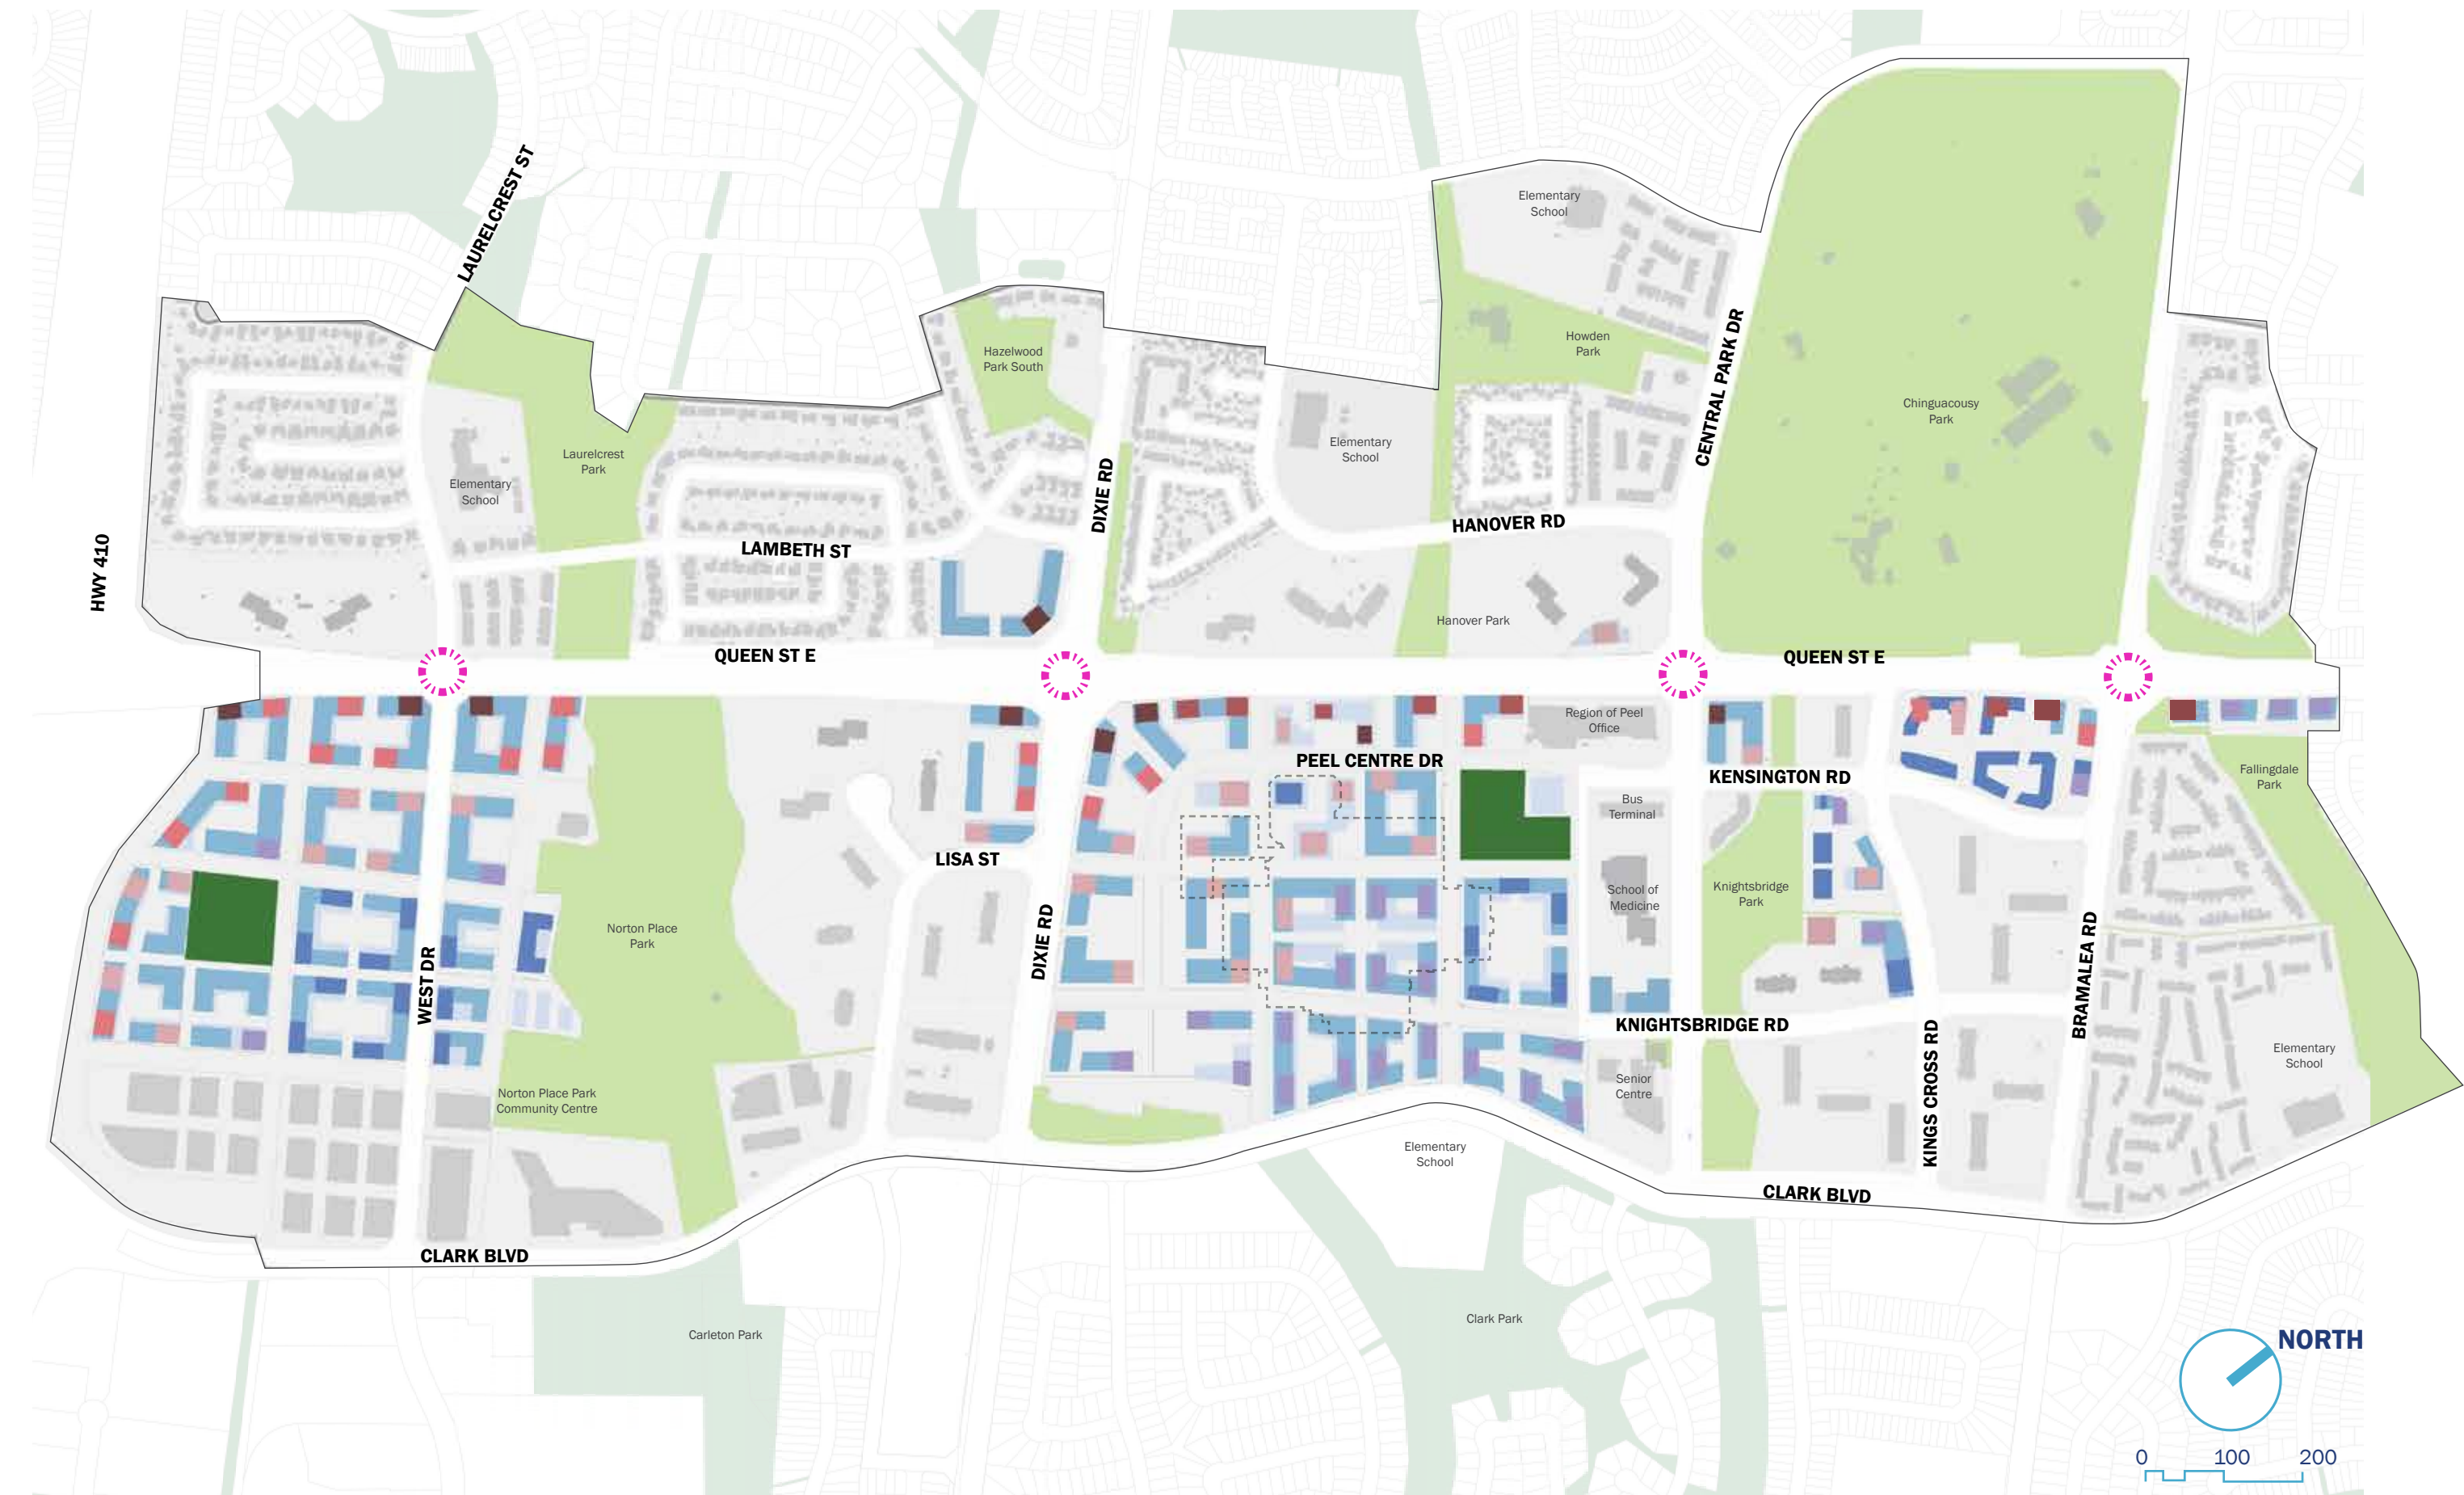 LAURELCREST ST
Elementary
School
Howden
Park
CENTRAL PARK DR
Hazelwood
Park South
Chinguacousy
Park
Elementary
School
Laurelcrest
Park
Elementary
School
DIXIE RD
HANOVER RD
HWY 410
LAMBETH ST
Hanover Park
QUEEN ST E
QUEEN ST E
Region of Peel
Office
PEEL CENTRE DR
KENSINGTON RD
Fallingdale
Park
Bus
Terminal
LISA ST
School of
Medicine
Knightsbridge
Park
Norton Place
Park
DIXIE RD
WEST DR
BRAMALEA RD
KNIGHTSBRIDGE RD
KINGS CROSS RD
Elementary
School
Senior
Centre
Norton Place Park
Community Centre
Elementary
School
CLARK BLVD
CLARK BLVD
Carleton Park
Clark Park
NORTH
0 100 200